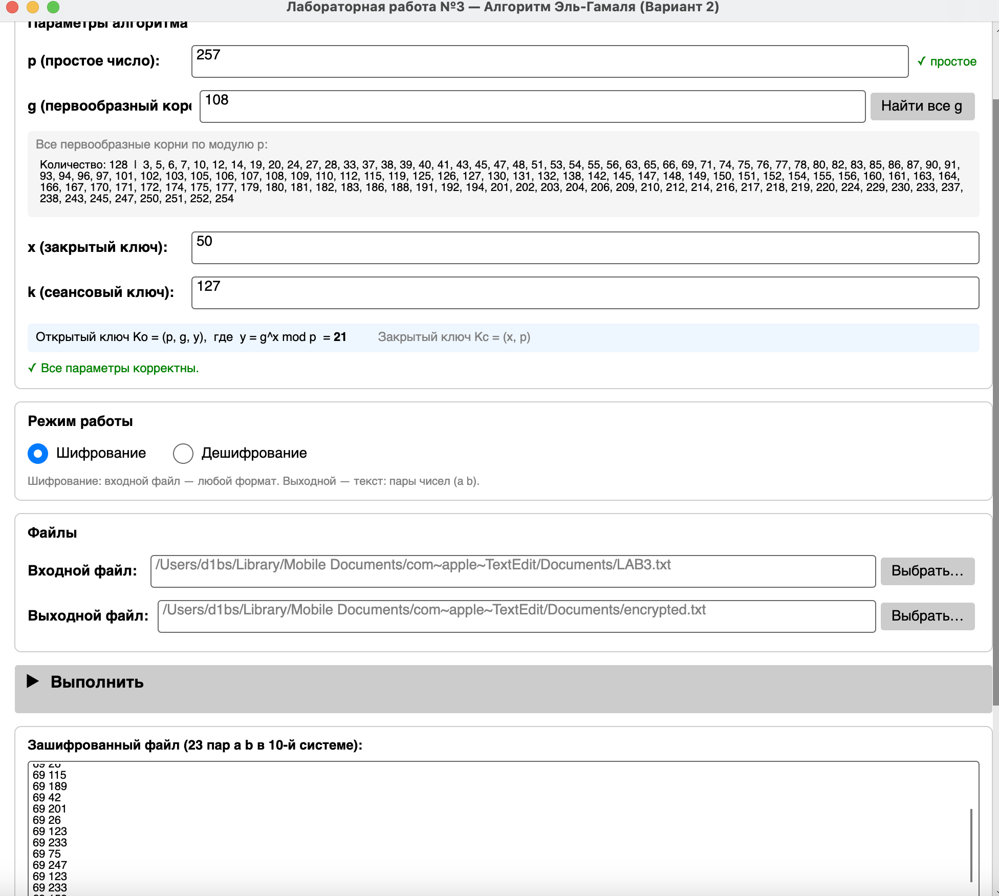 Лабораторная работа №3 — Алгоритм Эль-Гамаля (Вариант 2)
Параметры алгоритма
p (простое число):
257
✓ простое
g (первообразный коре
108
Найти все g
Все первообразные корни по модулю p:
Количество: 128 | 3, 5, 6, 7, 10, 12, 14, 19, 20, 24, 27, 28, 33, 37, 38, 39, 40, 41, 43, 45, 47, 48, 51, 53, 54, 55, 56, 63, 65, 66, 69, 71, 74, 75, 76, 77, 78, 80, 82, 83, 85, 86, 87, 90, 91,
93, 94, 96, 97, 101, 102, 103, 105, 106, 107, 108, 109, 110, 112, 115, 119, 125, 126, 127, 130, 131, 132, 138, 142, 145, 147, 148, 149, 150, 151, 152, 154, 155, 156, 160, 161, 163, 164,
166, 167, 170, 171, 172, 174, 175, 177, 179, 180, 181, 182, 183, 186, 188, 191, 192, 194, 201, 202, 203, 204, 206, 209, 210, 212, 214, 216, 217, 218, 219, 220, 224, 229, 230, 233, 237,
238, 243, 245, 247, 250, 251, 252, 254
x (закрытый ключ):
50
k (сеансовый ключ):
127
Открытый ключ Ko = (p, g, y), где y = g^x mod p = 21 Закрытый ключ Kc = (x, p)
✓ Все параметры корректны.
Режим работы
Шифрование
Дешифрование
Шифрование: входной файл — любой формат. Выходной — текст: пары чисел (a b).
Файлы
Входной файл:
/Users/d1bs/Library/Mobile Documents/com~apple~TextEdit/Documents/LAB3.txt
Выбрать...
Выходной файл:
/Users/d1bs/Library/Mobile Documents/com~apple~TextEdit/Documents/encrypted.txt
Выбрать...
▶ Выполнить
Зашифрованный файл (23 пар a b в 10-й системе):
69 115
69 189
69 42
69 201
69 26
69 123
69 233
69 75
69 247
69 123
69 233